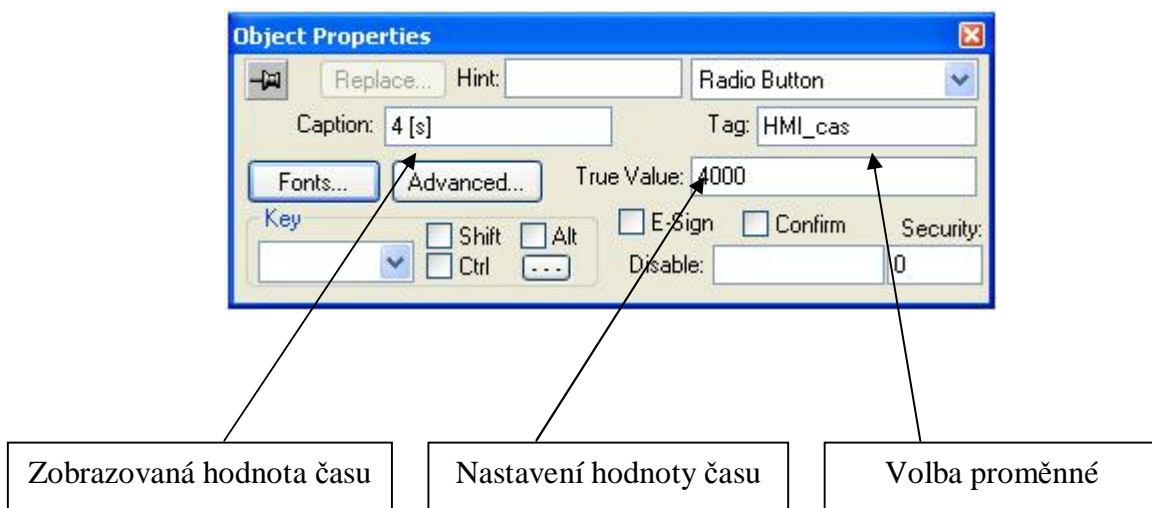 Object Properties
Replace... Hint: Radio Button
Caption: 4 [s] Tag: HMI_cas
Fonts... Advanced... True Value: 4000
Key Shift Alt E-Sign Confirm Security:
Ctrl ... Disable: 0
Zobrazovaná hodnota času
Nastavení hodnoty času
Volba proměnné